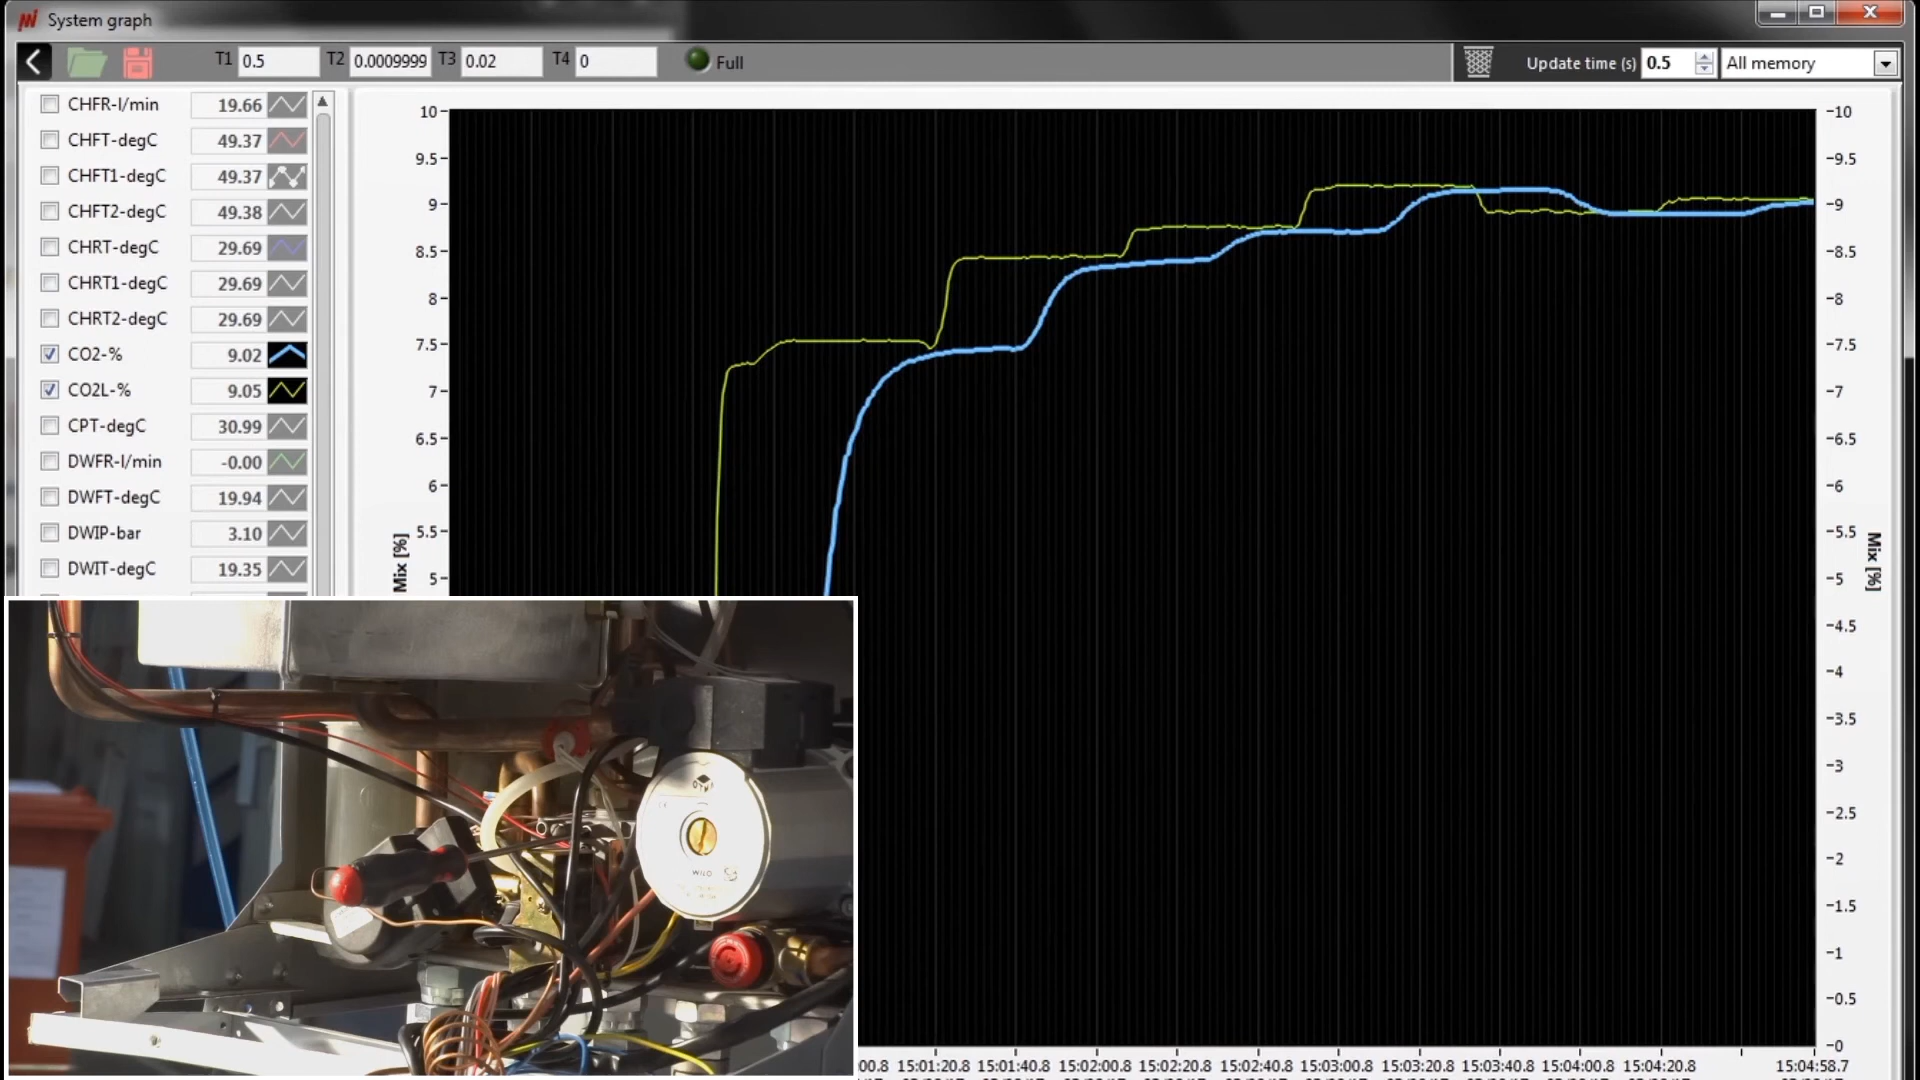 System graph
T1 0.5 T2 0.0009999 T3 0.02 T4 0 Full Update time (s) 0.5 All memory
CHFR-l/min 19.66
CHFT-degC 49.37
CHFT1-degC 49.37
CHFT2-degC 49.38
CHRT-degC 29.69
CHRT1-degC 29.69
CHRT2-degC 29.69
CO2-% 9.02
CO2L-% 9.05
CPT-degC 30.99
DWFR-l/min -0.00
DWFT-degC 19.94
DWIP-bar 3.10
DWIT-degC 19.35
10
9.5
9
8.5
8
7.5
7
6.5
6
5.5
5
Mix [%]
10
9.5
9
8.5
8
7.5
7
6.5
6
5.5
5
4.5
4
3.5
3
2.5
2
1.5
1
0.5
0
Mix [%]
00.8 15:01:20.8 15:01:40.8 15:02:00.8 15:02:20.8 15:02:40.8 15:03:00.8 15:03:20.8 15:03:40.8 15:04:00.8 15:04:20.8 15:04:58.7
WILO